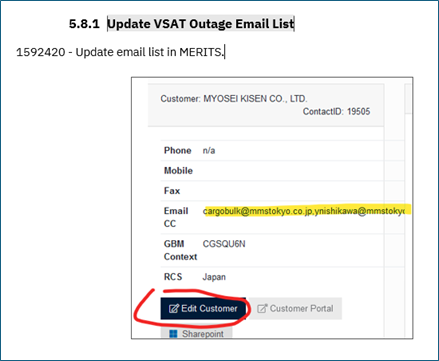 5.8.1 Update VSAT Outage Email List
1592420 - Update email list in MERITS.
Customer: MYOSEI KISEN CO., LTD.
ContactID: 19505
Phone n/a
Mobile
Fax
Email CC cargobulk@mmstokyo.co.jp,ynishikawa@mmstokyo
GBM Context CGSQU6N
RCS Japan
Edit Customer Customer Portal
Sharepoint